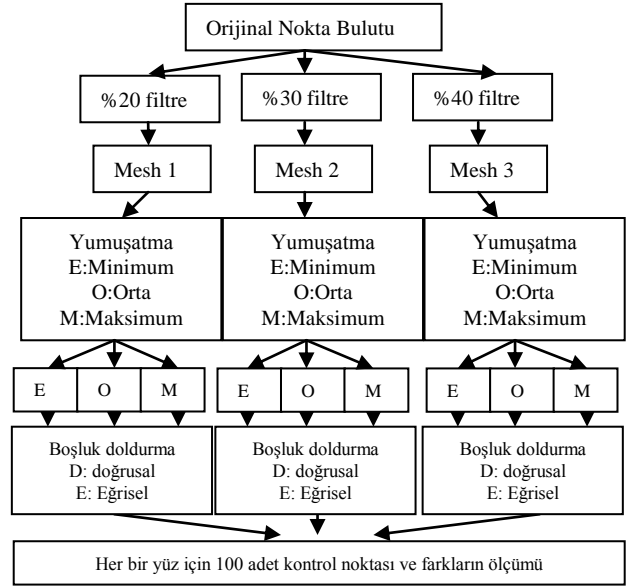 Orijinal Nokta Bulutu
%20 filtre
%30 filtre
%40 filtre
Mesh 1
Mesh 2
Mesh 3
Yumuşatma
E:Minimum
O:Orta
M:Maksimum
Yumuşatma
E:Minimum
O:Orta
M:Maksimum
Yumuşatma
E:Minimum
O:Orta
M:Maksimum
E O M
E O M
E O M
Boşluk doldurma
D: doğrusal
E: Eğrisel
Boşluk doldurma
D: doğrusal
E: Eğrisel
Boşluk doldurma
D: doğrusal
E: Eğrisel
Her bir yüz için 100 adet kontrol noktası ve farkların ölçümü